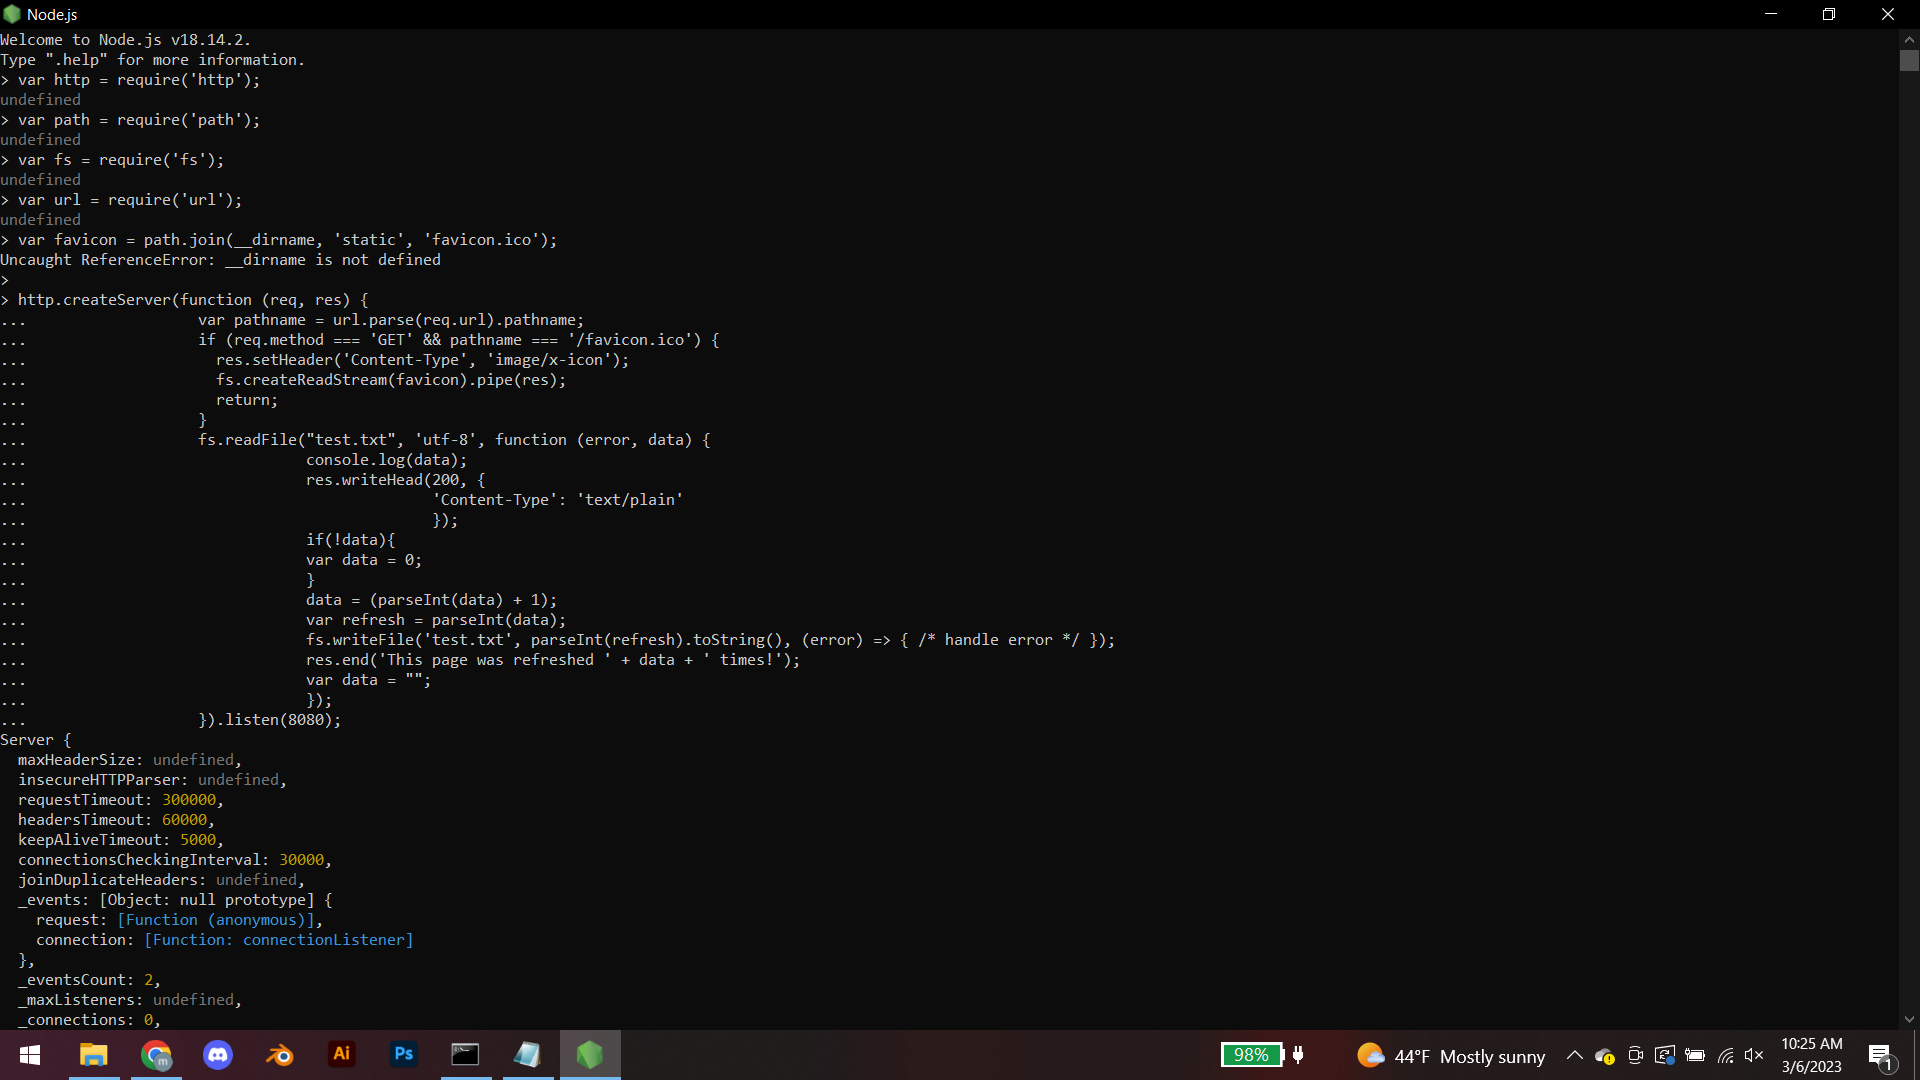 Node.js
Welcome to Node.js v18.14.2.
Type ".help" for more information.
> var http = require('http');
undefined
> var path = require('path');
undefined
> var fs = require('fs');
undefined
> var url = require('url');
undefined
> var favicon = path.join(__dirname, 'static', 'favicon.ico');
Uncaught ReferenceError: __dirname is not defined
>
> http.createServer(function (req, res) {
...                   var pathname = url.parse(req.url).pathname;
...                   if (req.method === 'GET' && pathname === '/favicon.ico') {
...                     res.setHeader('Content-Type', 'image/x-icon');
...                     fs.createReadStream(favicon).pipe(res);
...                     return;
...                   }
...                   fs.readFile("test.txt", 'utf-8', function (error, data) {
...                               console.log(data);
...                               res.writeHead(200, {
...                                             'Content-Type': 'text/plain'
...                                             });
...                               if(!data){
...                               var data = 0;
...                               }
...                               data = (parseInt(data) + 1);
...                               var refresh = parseInt(data);
...                               fs.writeFile('test.txt', parseInt(refresh).toString(), (error) => { /* handle error */ });
...                               res.end('This page was refreshed ' + data + ' times!');
...                               var data = "";
...                               });
...                   }).listen(8080);
Server {
  maxHeaderSize: undefined,
  insecureHTTPParser: undefined,
  requestTimeout: 300000,
  headersTimeout: 60000,
  keepAliveTimeout: 5000,
  connectionsCheckingInterval: 30000,
  joinDuplicateHeaders: undefined,
  _events: [Object: null prototype] {
    request: [Function (anonymous)],
    connection: [Function: connectionListener]
  },
  _eventsCount: 2,
  _maxListeners: undefined,
  _connections: 0,
m
Ai
Ps
98%
44°F Mostly sunny
10:25 AM
3/6/2023
1